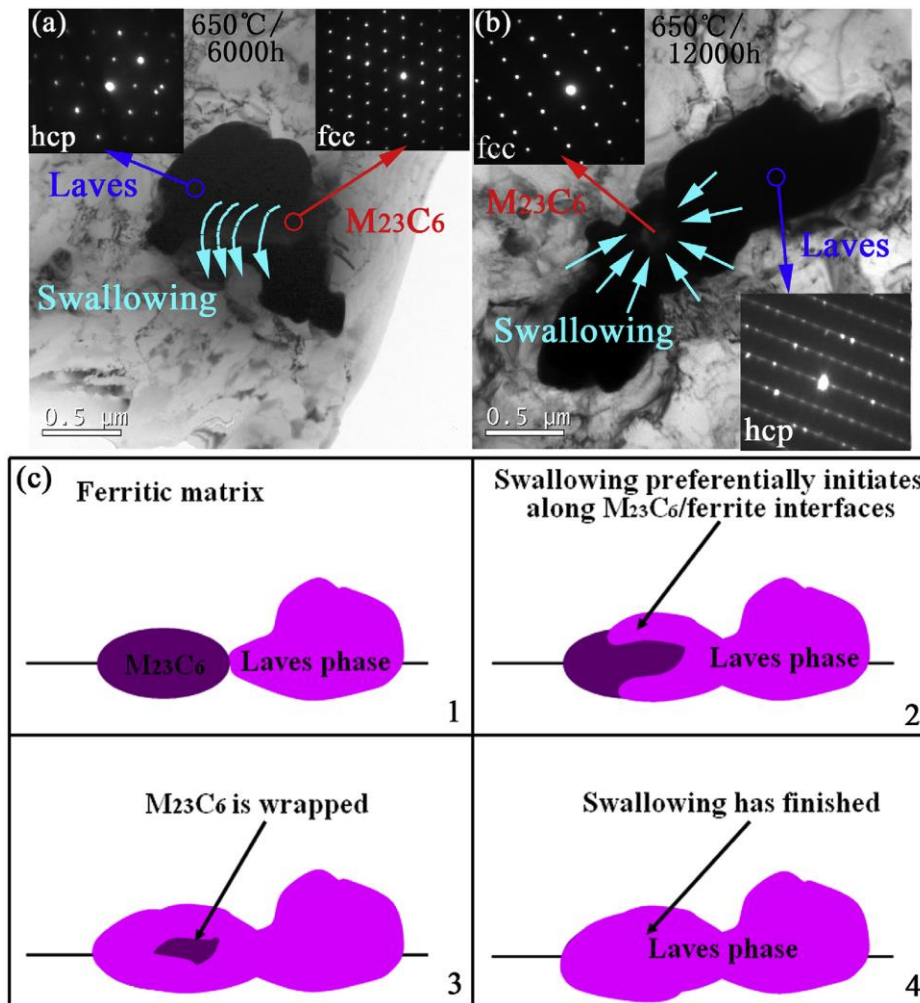 (a)
650℃/
6000h
hcp
fcc
Laves
M23C6
Swallowing
0.5 μm
(b)
650℃/
12000h
fcc
M23C6
Laves
Swallowing
hcp
0.5 μm
(c)
Ferritic matrix
M23C6
Laves phase
1
Swallowing preferentially initiates
along M23C6/ferrite interfaces
Laves phase
2
M23C6 is wrapped
3
Swallowing has finished
Laves phase
4